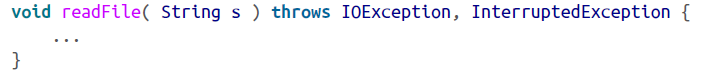 void readFile( String s ) throws IOException, InterruptedException {
    ...
}